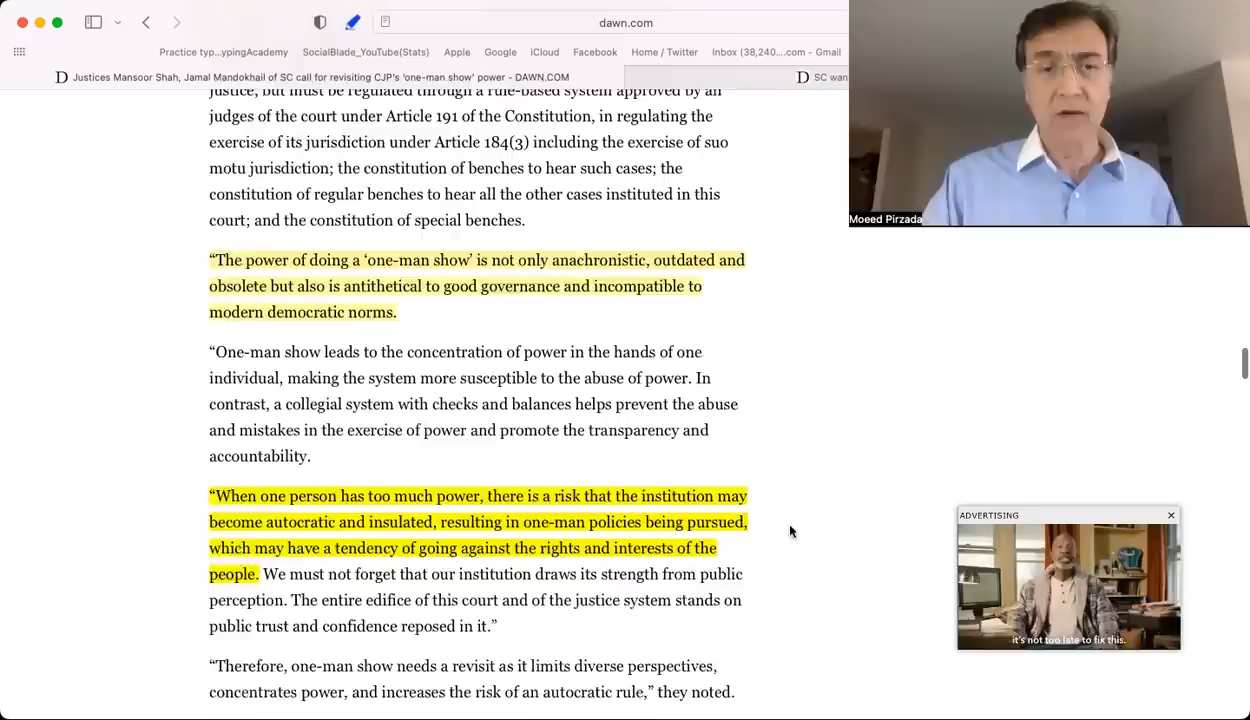 dawn.com
Practice typ...ypingAcademy SocialBlade_YouTube(Stats) Apple Google iCloud Facebook Home / Twitter Inbox (38,240....com - Gmail
D Justices Mansoor Shah, Jamal Mandokhail of SC call for revisiting CJP's 'one-man show' power - DAWN.COM
D SC wan
Moeed Pirzada
justice, but must be regulated through a rule-based system approved by all
judges of the court under Article 191 of the Constitution, in regulating the
exercise of its jurisdiction under Article 184(3) including the exercise of suo
motu jurisdiction; the constitution of benches to hear such cases; the
constitution of regular benches to hear all the other cases instituted in this
court; and the constitution of special benches.
“The power of doing a ‘one-man show’ is not only anachronistic, outdated and
obsolete but also is antithetical to good governance and incompatible to
modern democratic norms.
“One-man show leads to the concentration of power in the hands of one
individual, making the system more susceptible to the abuse of power. In
contrast, a collegial system with checks and balances helps prevent the abuse
and mistakes in the exercise of power and promote the transparency and
accountability.
“When one person has too much power, there is a risk that the institution may
become autocratic and insulated, resulting in one-man policies being pursued,
which may have a tendency of going against the rights and interests of the
people. We must not forget that our institution draws its strength from public
perception. The entire edifice of this court and of the justice system stands on
public trust and confidence reposed in it.”
“Therefore, one-man show needs a revisit as it limits diverse perspectives,
concentrates power, and increases the risk of an autocratic rule,” they noted.
ADVERTISING
it's not too late to fix this.